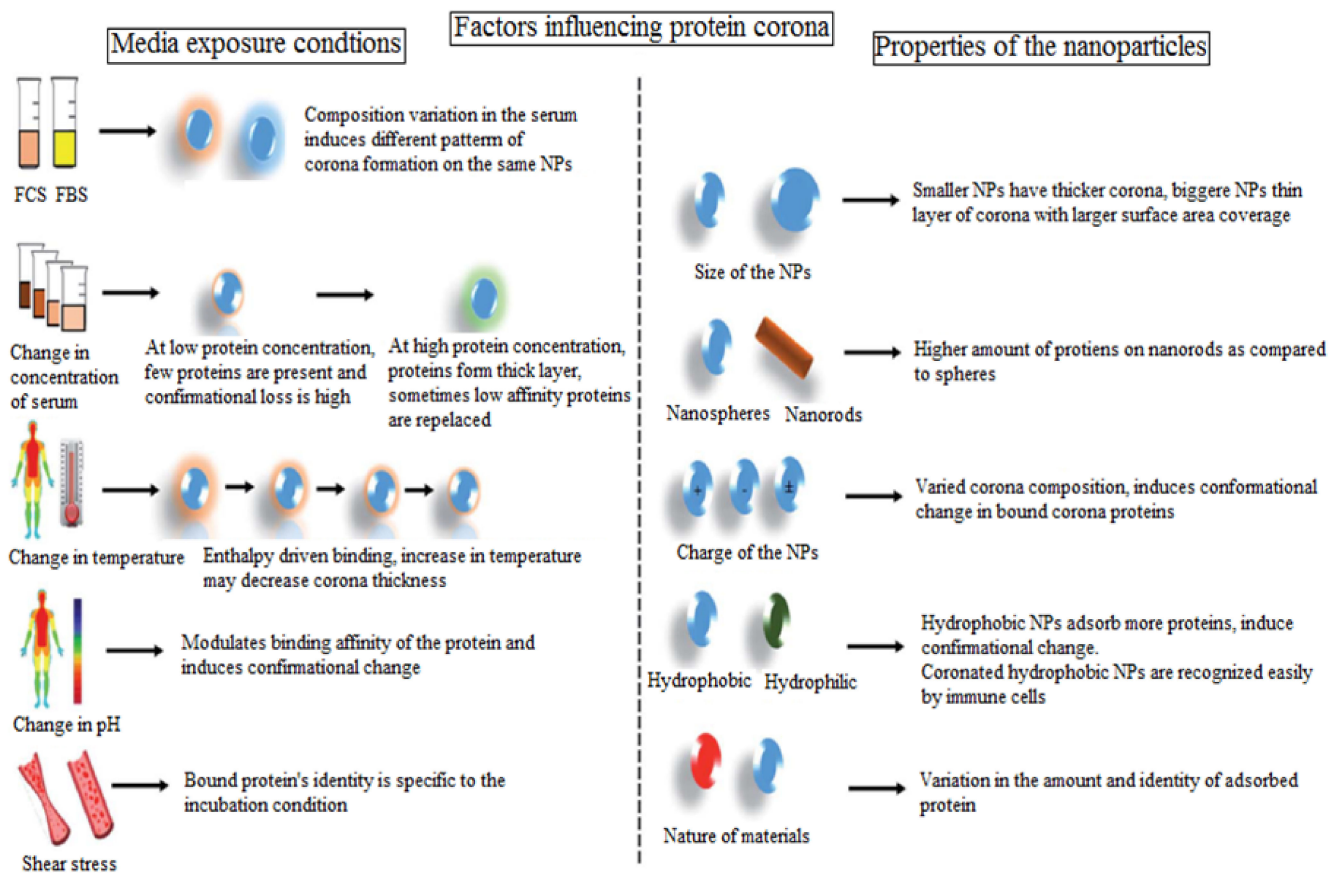 Factors influencing protein corona
Media exposure condtions
FCS FBS
Composition variation in the serum
induces different patterm of
corona formation on the same NPs
Change in
concentration
of serum
At low protein concentration,
few proteins are present and
confirmational loss is high
At high protein concentration,
proteins form thick layer,
sometimes low affinity proteins
are repelaced
Change in temperature
Enthalpy driven binding, increase in temperature
may decrease corona thickness
Change in pH
Modulates binding affinity of the protein and
induces confirmational change
Shear stress
Bound protein's identity is specific to the
incubation condition
Properties of the nanoparticles
Size of the NPs
Smaller NPs have thicker corona, biggere NPs thin
layer of corona with larger surface area coverage
Nanospheres Nanorods
Higher amount of protiens on nanorods as compared
to spheres
+ - ±
Charge of the NPs
Varied corona composition, induces conformational
change in bound corona proteins
Hydrophobic Hydrophilic
Hydrophobic NPs adsorb more proteins, induce
confirmational change.
Coronated hydrophobic NPs are recognized easily
by immune cells
Nature of materials
Variation in the amount and identity of adsorbed
protein